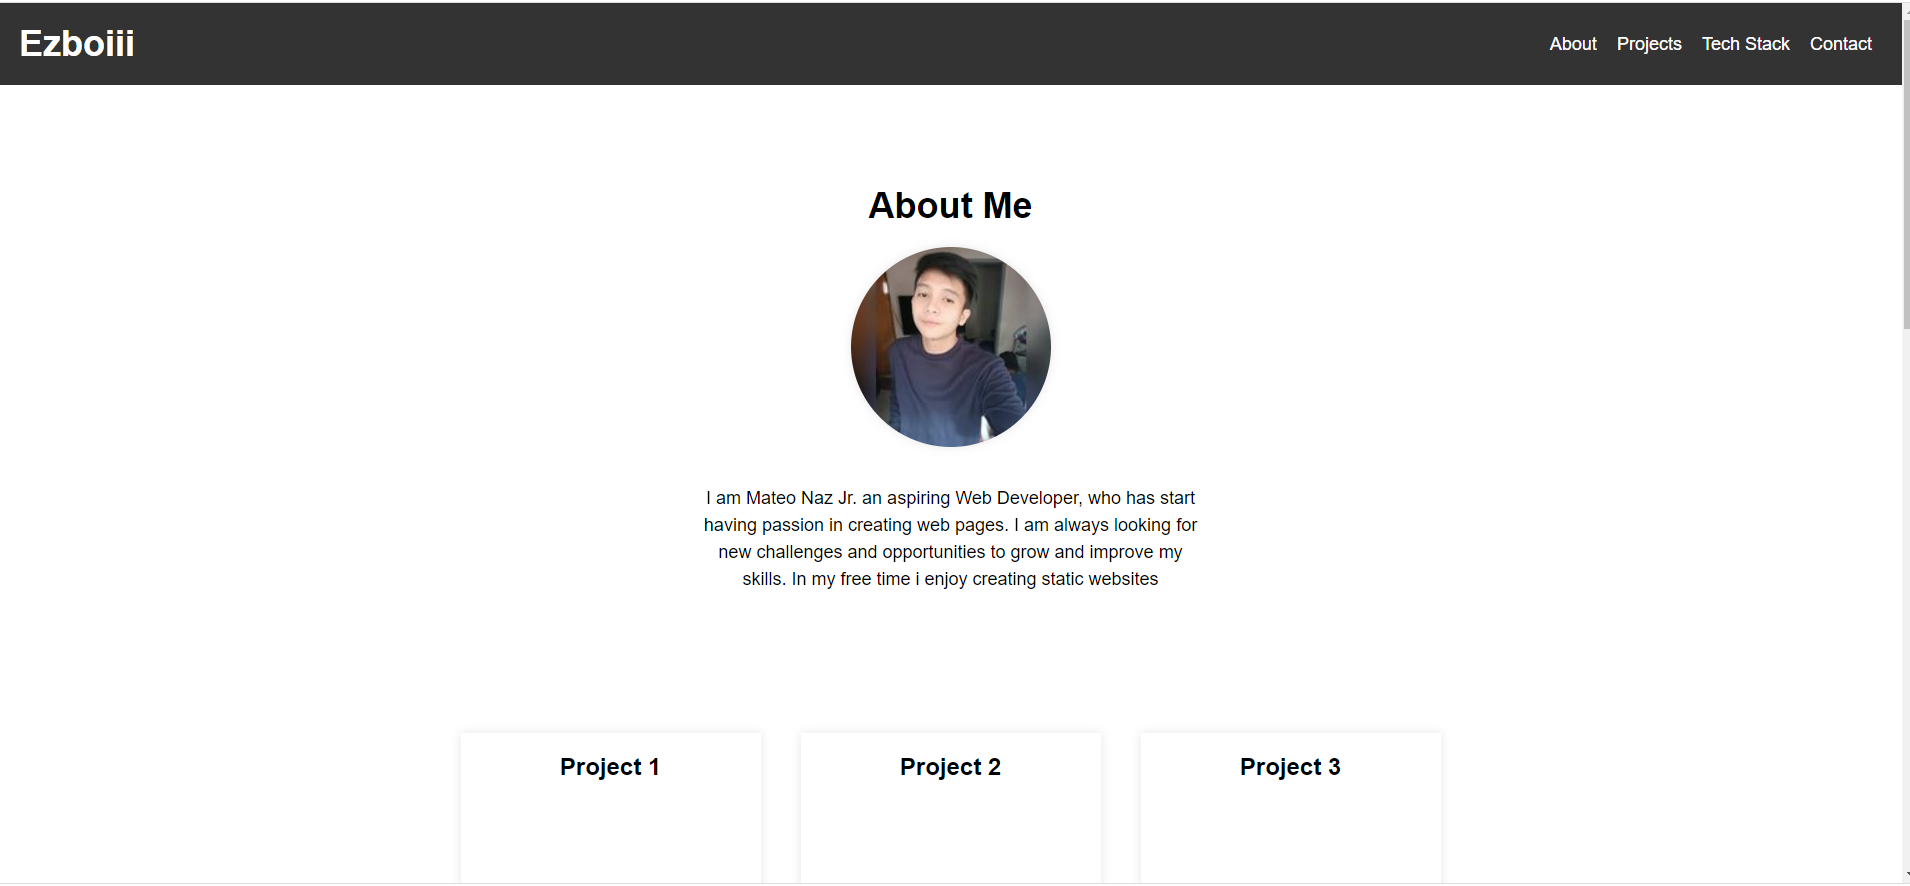 Ezboiii
About Projects Tech Stack Contact
About Me
I am Mateo Naz Jr. an aspiring Web Developer, who has start
having passion in creating web pages. I am always looking for
new challenges and opportunities to grow and improve my
skills. In my free time i enjoy creating static websites
Project 1
Project 2
Project 3